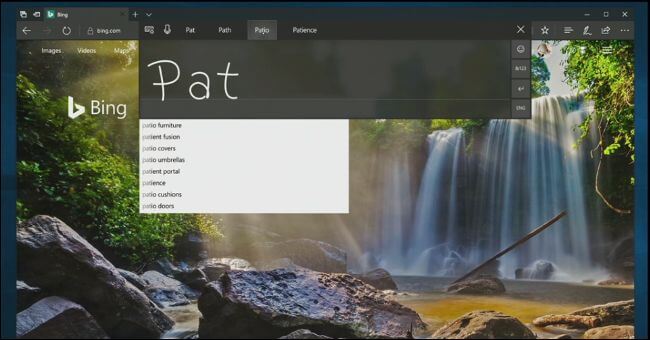 Bing
bing.com
Pat Path Patio Patience
Images Videos Maps
Pat
&123
ENG
Bing
patio furniture
patient fusion
patio covers
patio umbrellas
patient portal
patience
patio cushions
patio doors